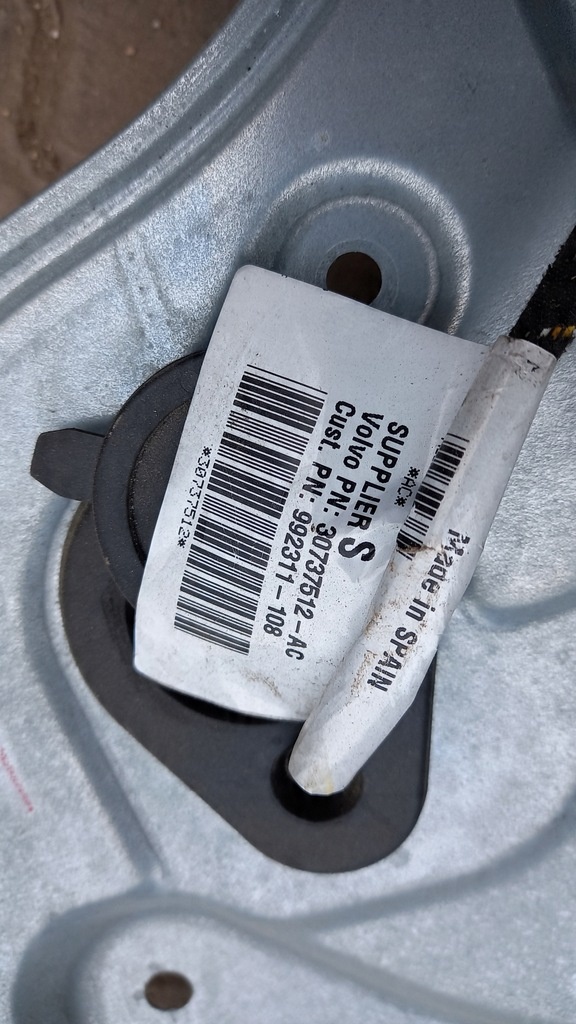 SUPPLIER S
Volvo PN: 30737512-AC
Cust. PN: 992311-108
*30737512*
*AC*
Made in SPAIN